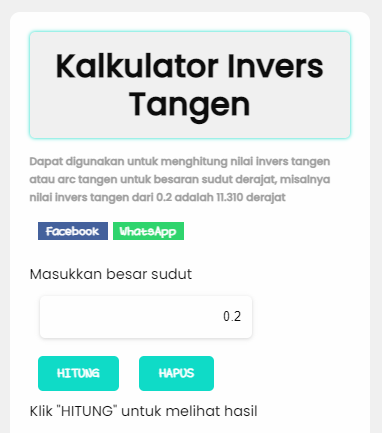 Kalkulator Invers
Tangen
Dapat digunakan untuk menghitung nilai invers tangen
atau arc tangen untuk besaran sudut derajat, misalnya
nilai invers tangen dari 0.2 adalah 11.310 derajat
Facebook WhatsApp
Masukkan besar sudut
0.2
HITUNG HAPUS
Klik "HITUNG" untuk melihat hasil